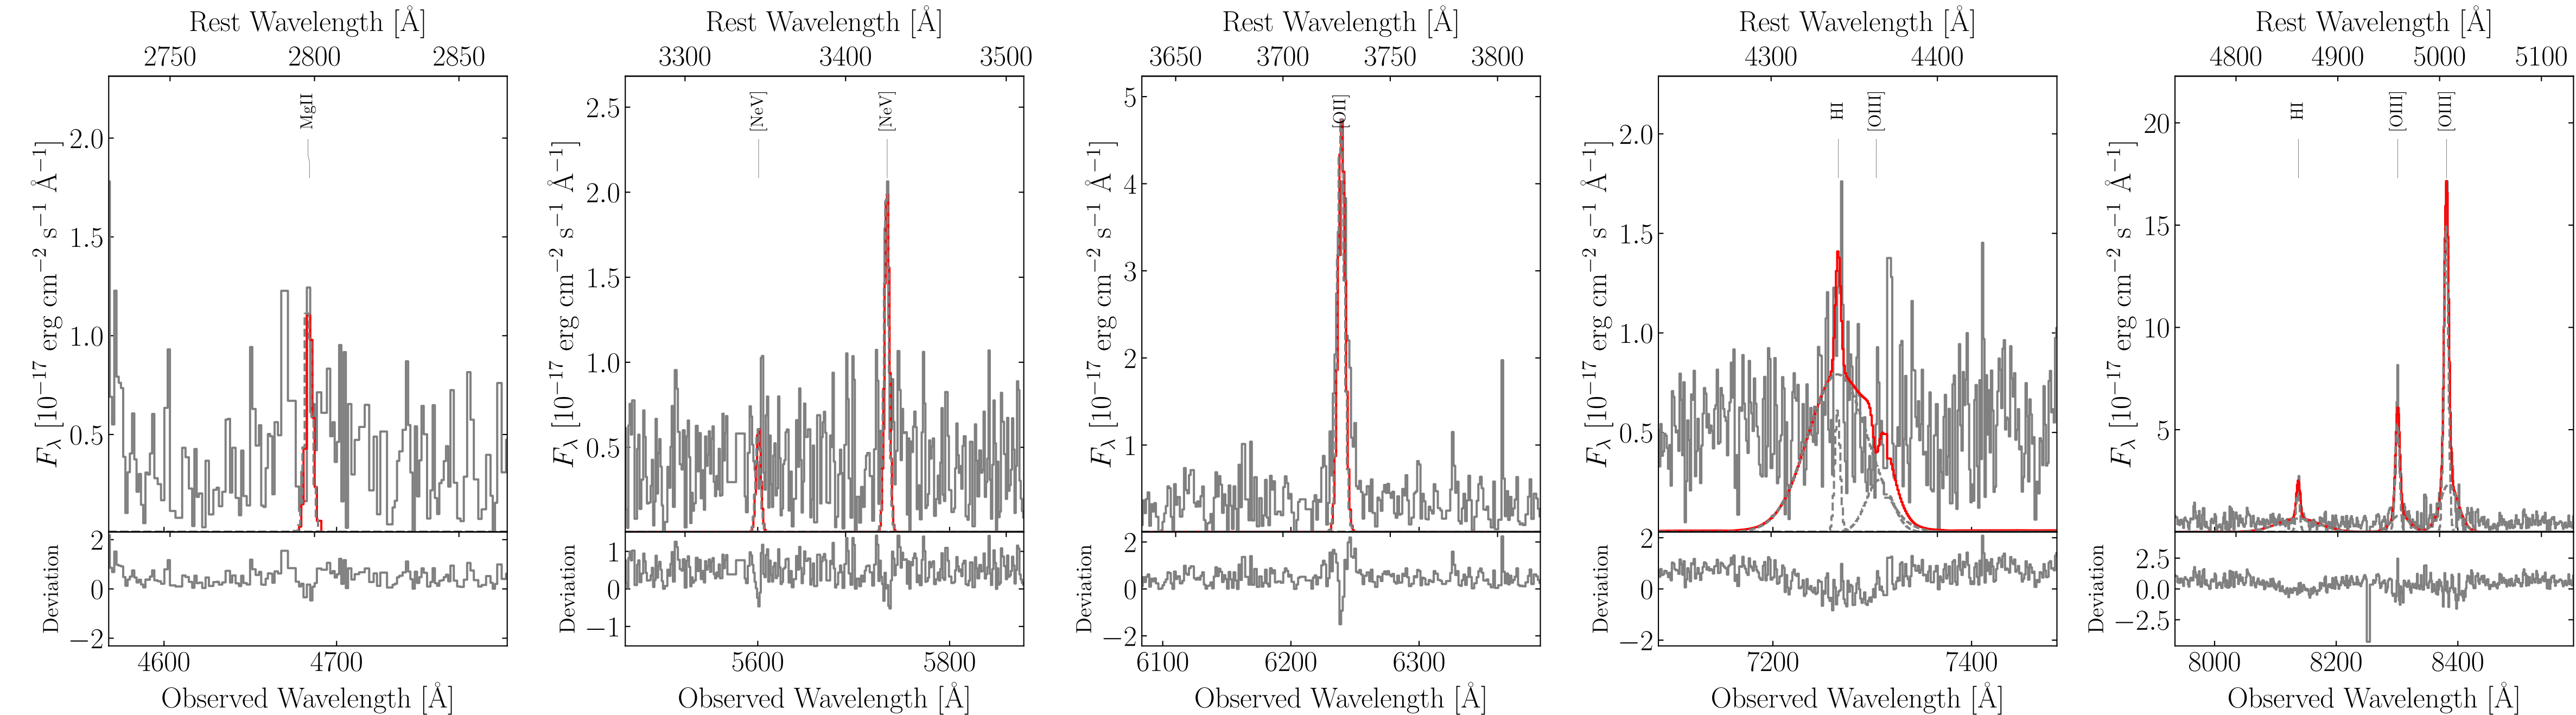 Rest Wavelength [Å]
2750 2800 2850
MgII
2.0
1.5
1.0
0.5
F_λ [10^−17 erg cm^−2 s^−1 Å^−1]
2
0
−2
Deviation
4600 4700
Observed Wavelength [Å]
Rest Wavelength [Å]
3300 3400 3500
[NeV] [NeV]
2.5
2.0
1.5
1.0
0.5
F_λ [10^−17 erg cm^−2 s^−1 Å^−1]
1
0
−1
Deviation
5600 5800
Observed Wavelength [Å]
Rest Wavelength [Å]
3650 3700 3750 3800
[OII]
5
4
3
2
1
F_λ [10^−17 erg cm^−2 s^−1 Å^−1]
2
0
−2
Deviation
6100 6200 6300
Observed Wavelength [Å]
Rest Wavelength [Å]
4300 4400
HI [OIII]
2.0
1.5
1.0
0.5
F_λ [10^−17 erg cm^−2 s^−1 Å^−1]
2
0
−2
Deviation
7200 7400
Observed Wavelength [Å]
Rest Wavelength [Å]
4800 4900 5000 5100
HI [OIII] [OIII]
20
15
10
5
F_λ [10^−17 erg cm^−2 s^−1 Å^−1]
2.5
0.0
−2.5
Deviation
8000 8200 8400
Observed Wavelength [Å]